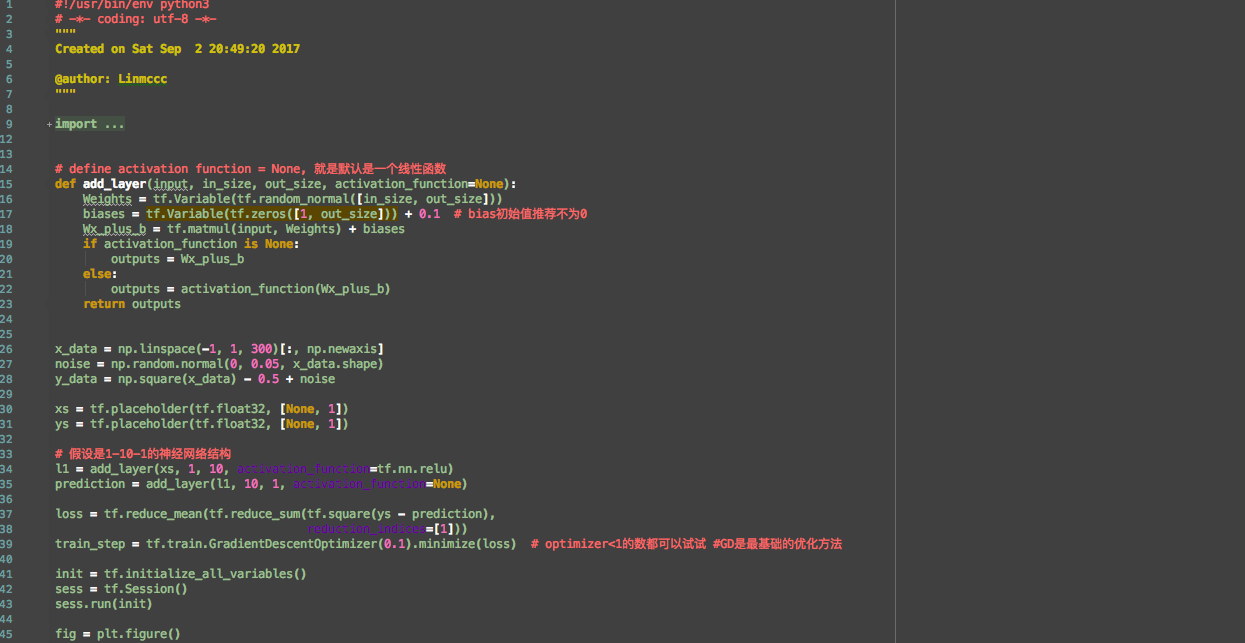 1 #!/usr/bin/env python3
2 # -*- coding: utf-8 -*-
3 """
4 Created on Sat Sep  2 20:49:20 2017
5
6 @author: Linmccc
7 """
8
9 import ...
12
13
14 # define activation function = None, 就是默认是一个线性函数
15 def add_layer(input, in_size, out_size, activation_function=None):
16     Weights = tf.Variable(tf.random_normal([in_size, out_size]))
17     biases = tf.Variable(tf.zeros([1, out_size])) + 0.1  # bias初始值推荐不为0
18     Wx_plus_b = tf.matmul(input, Weights) + biases
19     if activation_function is None:
20         outputs = Wx_plus_b
21     else:
22         outputs = activation_function(Wx_plus_b)
23     return outputs
24
25
26 x_data = np.linspace(-1, 1, 300)[:, np.newaxis]
27 noise = np.random.normal(0, 0.05, x_data.shape)
28 y_data = np.square(x_data) - 0.5 + noise
29
30 xs = tf.placeholder(tf.float32, [None, 1])
31 ys = tf.placeholder(tf.float32, [None, 1])
32
33 # 假设是1-10-1的神经网络结构
34 l1 = add_layer(xs, 1, 10, activation_function=tf.nn.relu)
35 prediction = add_layer(l1, 10, 1, activation_function=None)
36
37 loss = tf.reduce_mean(tf.reduce_sum(tf.square(ys - prediction),
38                                     reduction_indices=[1]))
39 train_step = tf.train.GradientDescentOptimizer(0.1).minimize(loss)  # optimizer<1的数都可以试试 #GD是最基础的优化方法
40
41 init = tf.initialize_all_variables()
42 sess = tf.Session()
43 sess.run(init)
44
45 fig = plt.figure()